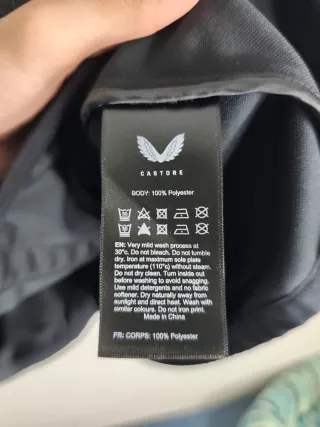 CASTORE
BODY: 100% Polyester
EN: Very mild wash process at
30°c. Do not bleach. Do not tumble
dry. Iron at maximum sole plate
temperature (110°c) without steam.
Do not dry clean. Turn inside out
before washing to avoid snagging.
Use mild detergents and no fabric
softener. Dry naturally away from
sunlight and direct heat. Wash with
similar colours. Do not iron print.
Made in China
FR: CORPS: 100% Polyester